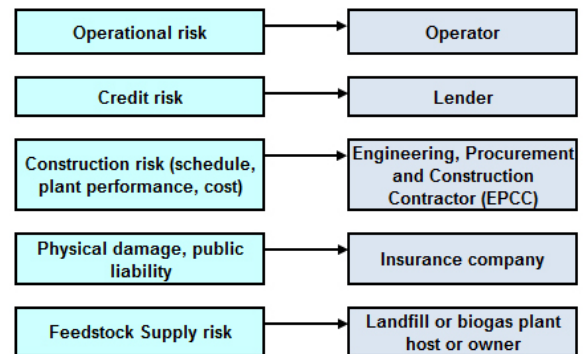 Operational risk
Operator
Credit risk
Lender
Construction risk (schedule,
plant performance, cost)
Engineering, Procurement
and Construction
Contractor (EPCC)
Physical damage, public
liability
Insurance company
Feedstock Supply risk
Landfill or biogas plant
host or owner